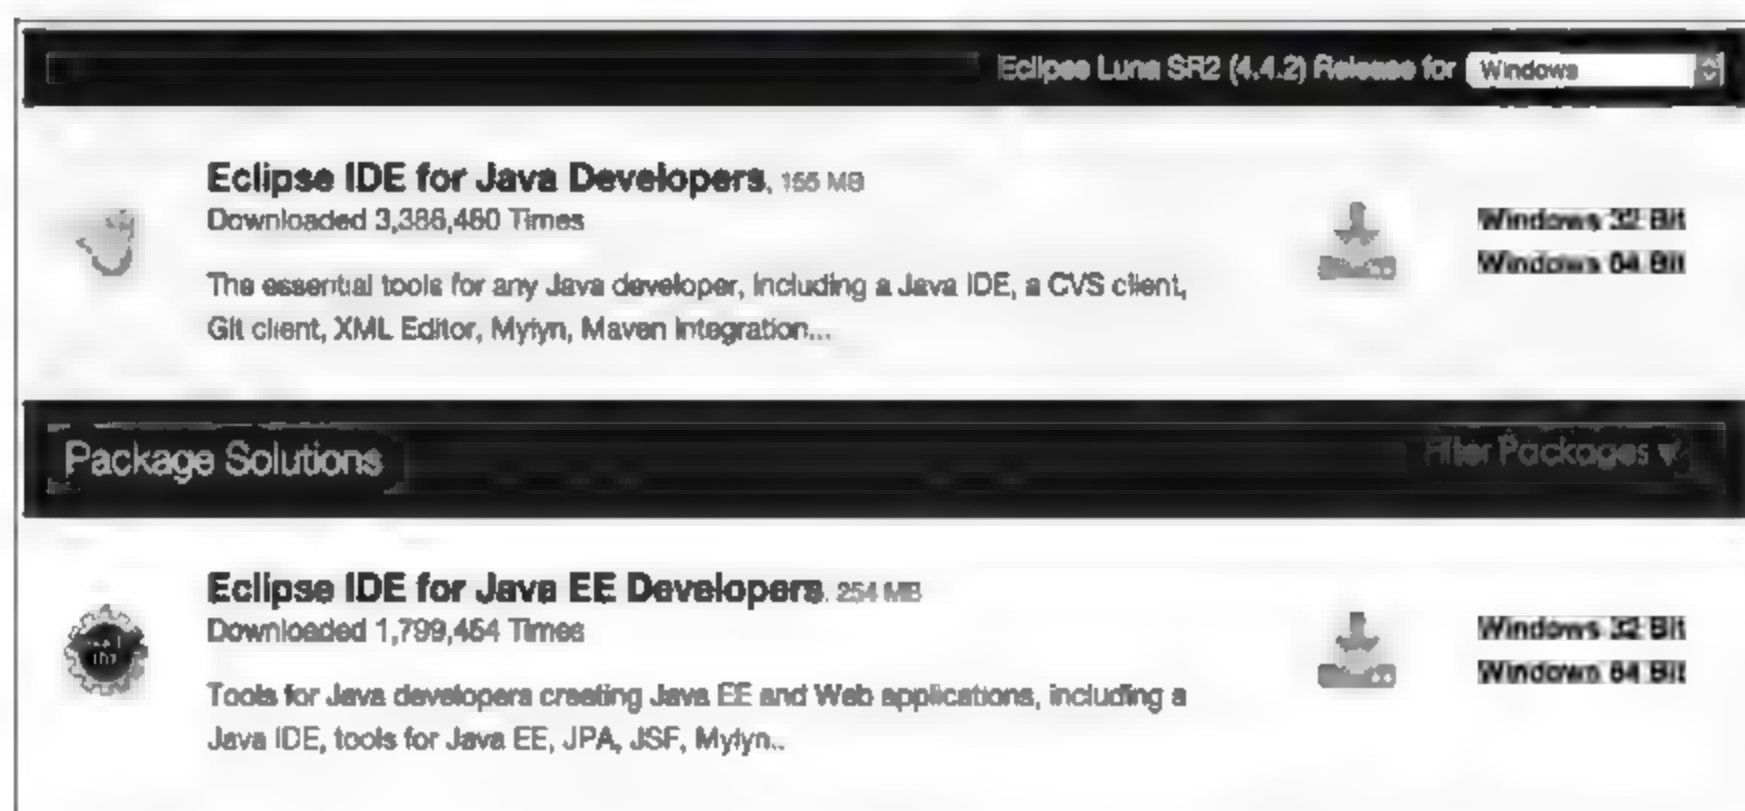 Eclipse Luna SR2 (4.4.2) Release for Windows
Eclipse IDE for Java Developers, 155 MB
Downloaded 3,386,460 Times
Windows 32 Bit
Windows 64 Bit
The essential tools for any Java developer, including a Java IDE, a CVS client,
Git client, XML Editor, Mylyn, Maven integration...
Package Solutions
Filter Packages
Eclipse IDE for Java EE Developers, 254 MB
Downloaded 1,799,454 Times
Windows 32 Bit
Windows 64 Bit
Tools for Java developers creating Java EE and Web applications, including a
Java IDE, tools for Java EE, JPA, JSF, Mylyn...